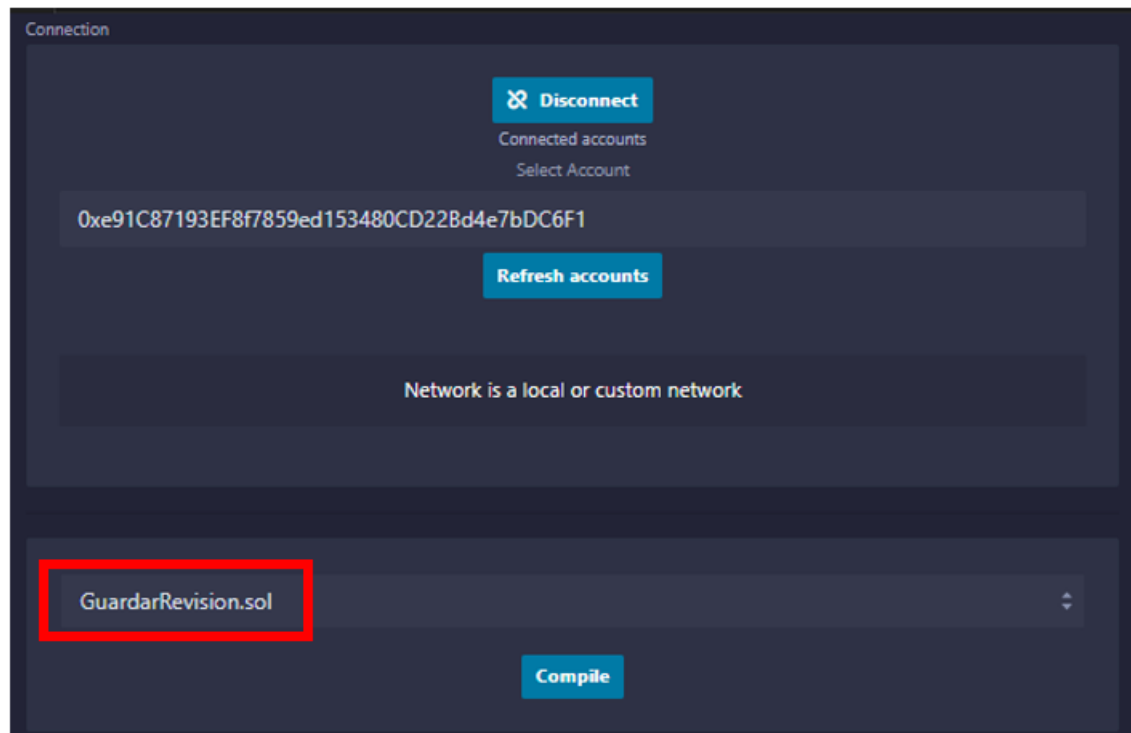 Connection
Disconnect
Connected accounts
Select Account
0xe91C87193EF8f7859ed153480CD22Bd4e7bDC6F1
Refresh accounts
Network is a local or custom network
GuardarRevision.sol
Compile